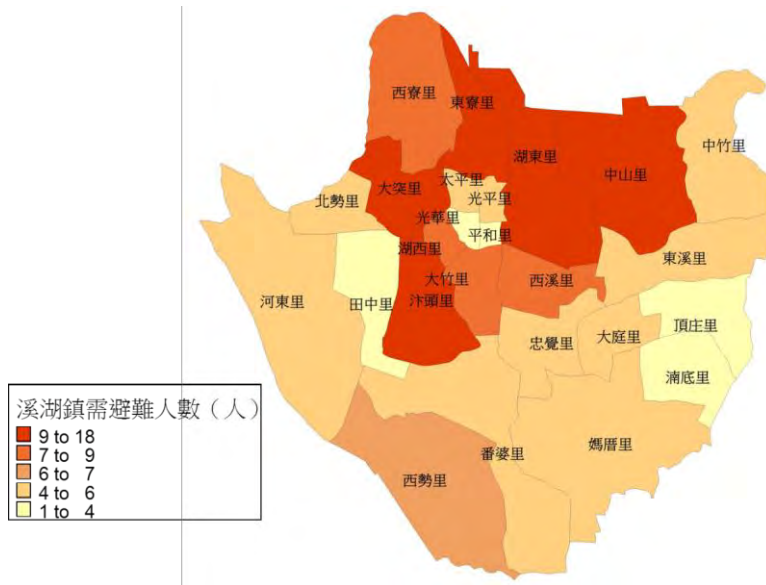 西寮里
東寮里
中竹里
湖東里
中山里
太平里
大突里
北勢里
光平里
光華里
平和里
湖西里
東溪里
大竹里
西溪里
河東里
田中里
汴頭里
頂庄里
忠覺里
大庭里
湳底里
媽厝里
番婆里
西勢里
溪湖鎮需避難人數（人）
9 to 18
7 to 9
6 to 7
4 to 6
1 to 4